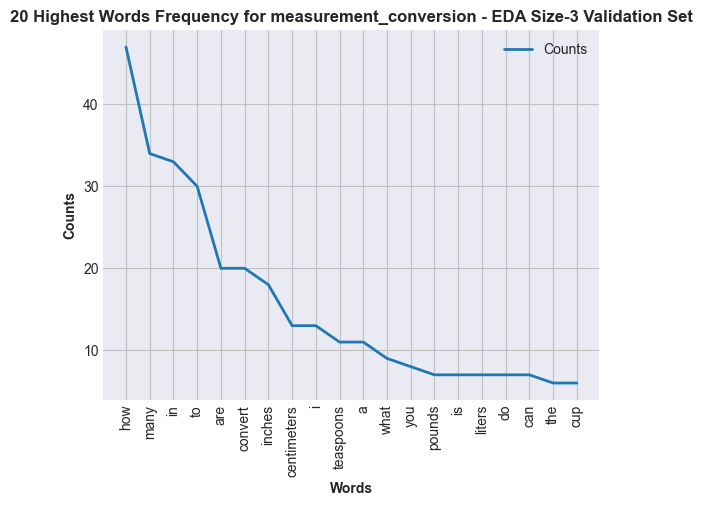 20 Highest Words Frequency for measurement_conversion - EDA Size-3 Validation Set
Counts
Counts
40
30
20
10
how
many
in
to
are
convert
inches
centimeters
i
teaspoons
a
what
you
pounds
is
liters
do
can
the
cup
Words